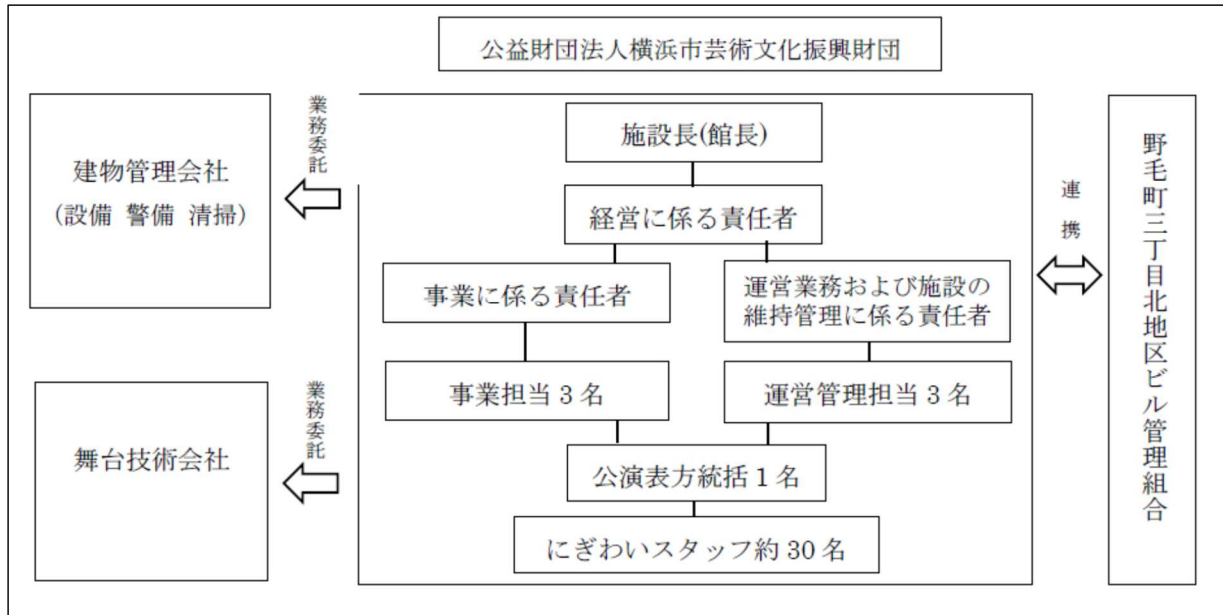 公益財団法人横浜市芸術文化振興財団
建物管理会社
(設備 警備 清掃)
業務委託
舞台技術会社
業務委託
施設長(館長)
経営に係る責任者
事業に係る責任者
運営業務および施設の
維持管理に係る責任者
事業担当 3 名
運営管理担当 3 名
公演表方統括 1 名
にぎわいスタッフ約 30 名
連携
野毛町三丁目北地区ビル管理組合